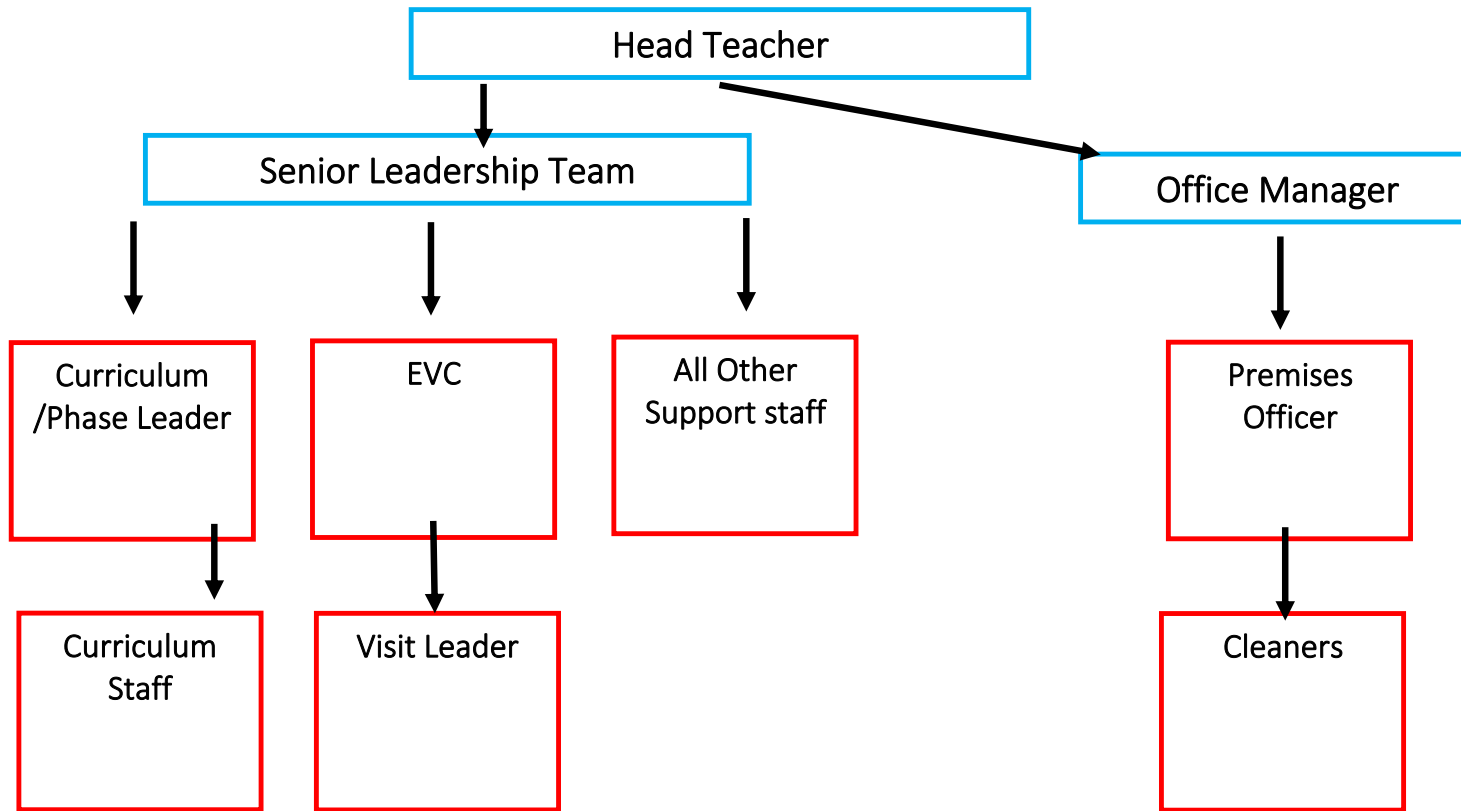 Head Teacher
Senior Leadership Team
Office Manager
Curriculum
/Phase Leader
EVC
All Other
Support staff
Premises
Officer
Curriculum
Staff
Visit Leader
Cleaners